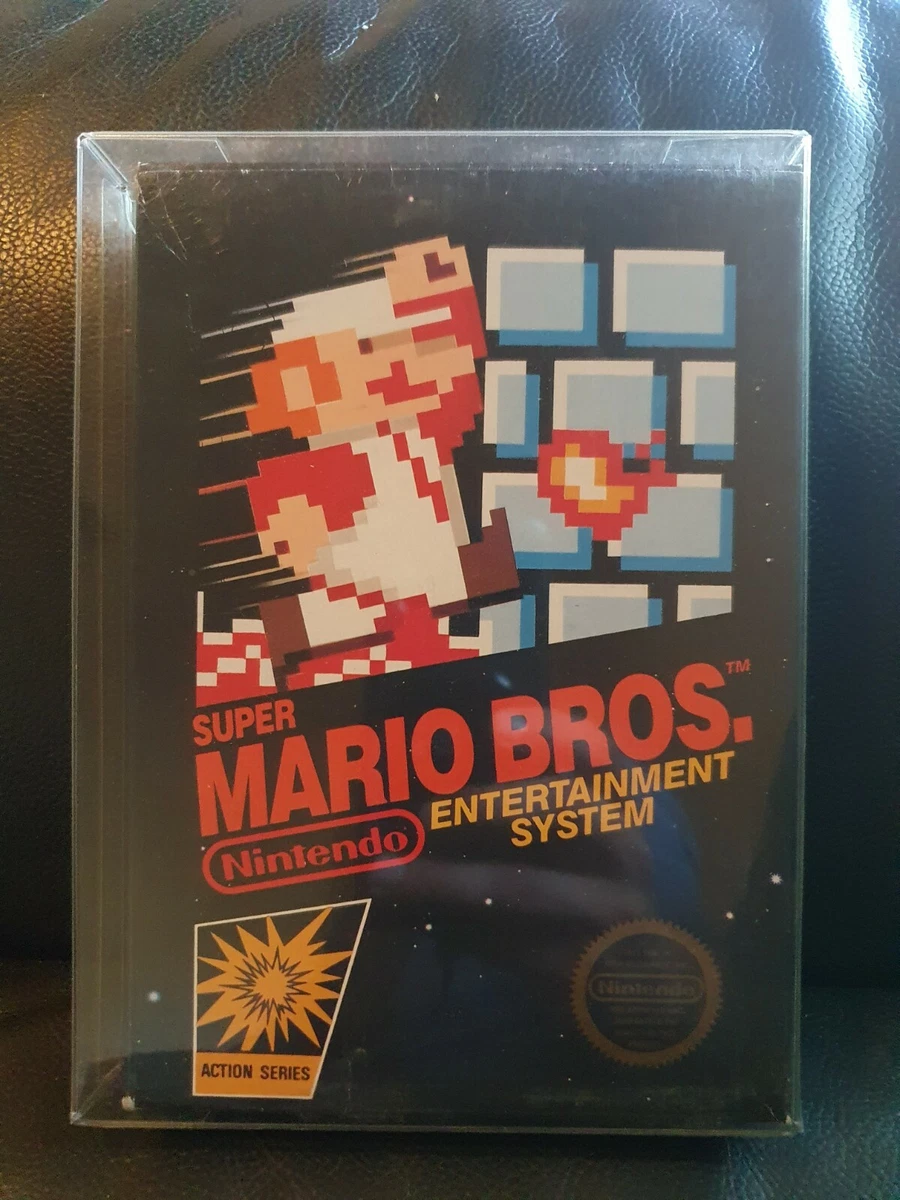 SUPER
MARIO BROS.™
ENTERTAINMENT
SYSTEM
Nintendo
ACTION SERIES
Nintendo